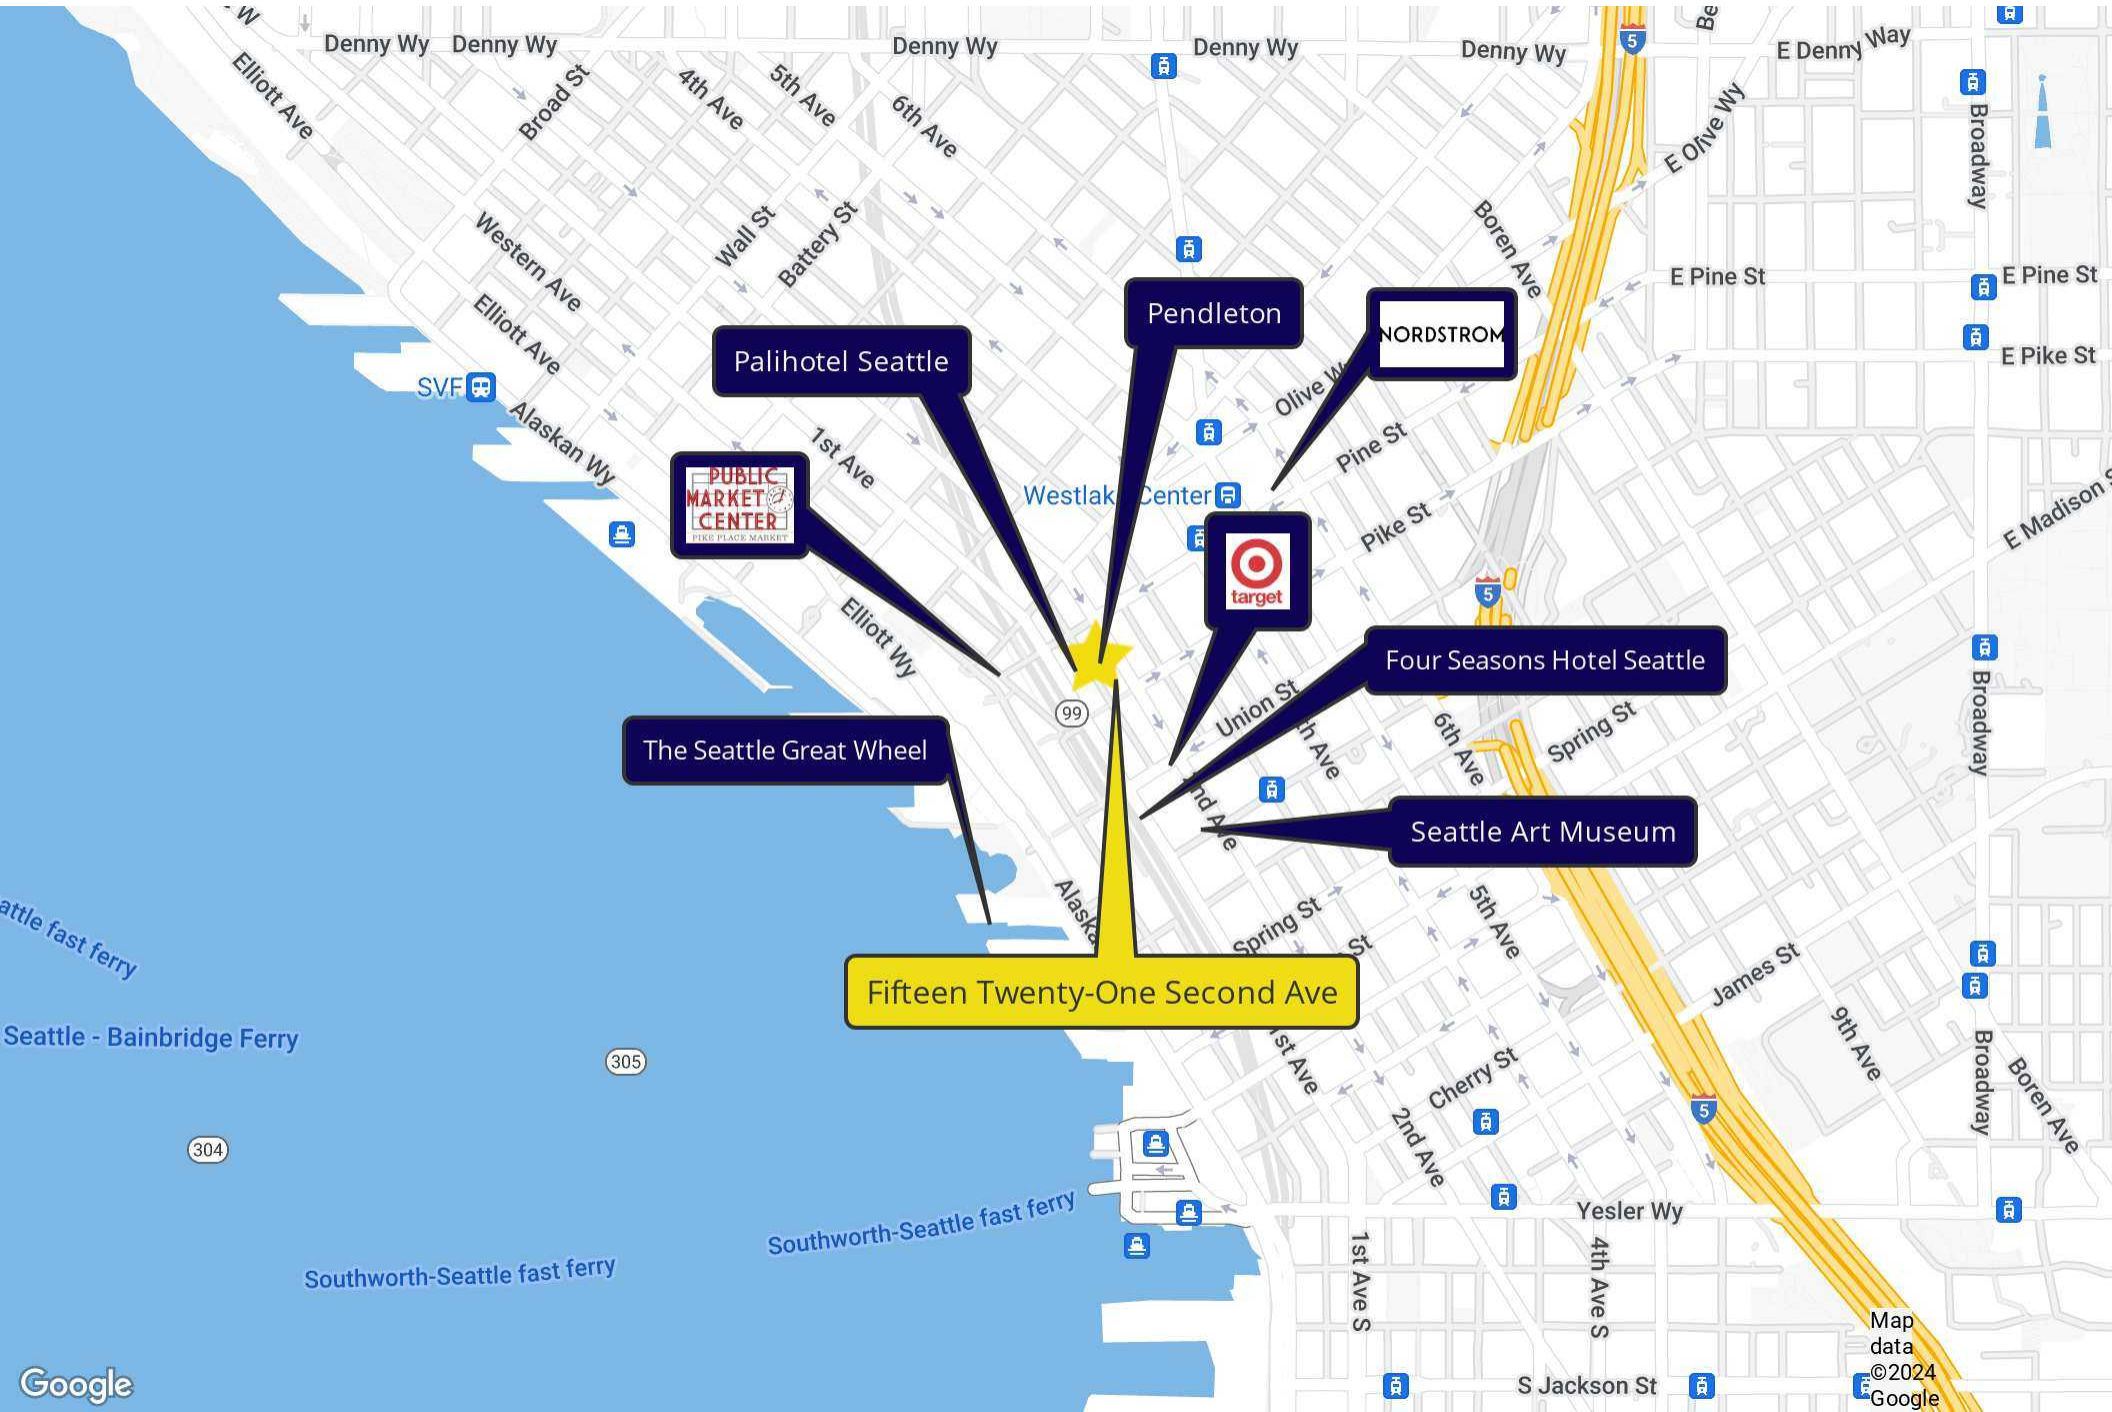 Denny Wy
Denny Wy
Denny Wy
Denny Wy
Denny Wy
E Denny Way
5
Elliott Ave
Broad St
4th Ave
5th Ave
6th Ave
E Olive Wy
Broadway
Western Ave
Wall St
Battery St
Boren Ave
E Pine St
E Pine St
Elliott Ave
Pendleton
NORDSTROM
Palihotel Seattle
E Pike St
SVF
Alaskan Wy
1st Ave
Pine St
PUBLIC
MARKET
CENTER
PIKE PLACE MARKET
Pike St
E Madison
target
5
Elliott Wy
Four Seasons Hotel Seattle
Union St
99
6th Ave
Spring St
Broadway
The Seattle Great Wheel
Seattle Art Museum
Spring St
5th Ave
fast ferry
James St
Fifteen Twenty-One Second Ave
Seattle - Bainbridge Ferry
305
1st Ave
Cherry St
9th Ave
Broadway
Boren Ave
5
304
2nd Ave
Southworth-Seattle fast ferry
Yesler Wy
Southworth-Seattle fast ferry
1st Ave S
4th Ave S
S Jackson St
Google
Map
data
©2024
Google